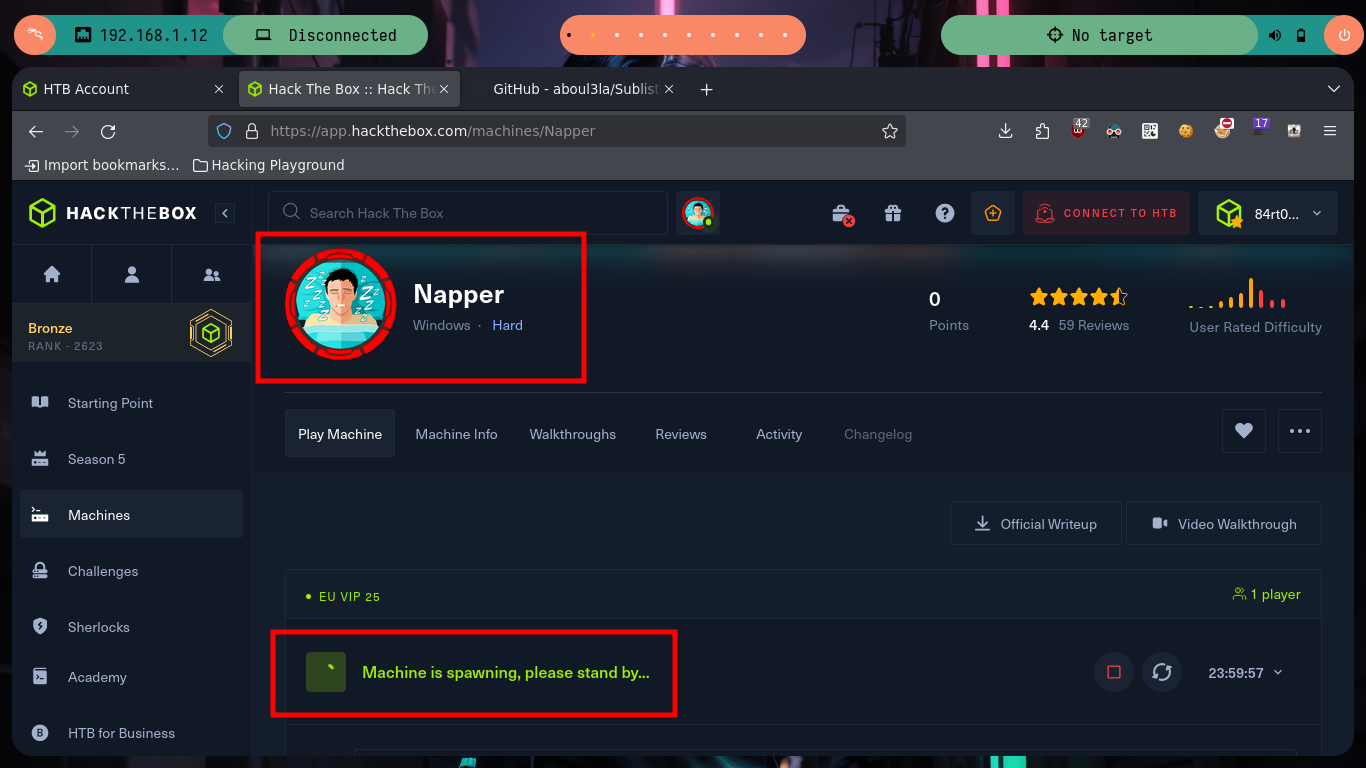 192.168.1.12
Disconnected
No target
HTB Account
Hack The Box :: Hack The
GitHub - aboul3la/Sublist
https://app.hackthebox.com/machines/Napper
42
17
Import bookmarks...
Hacking Playground
HACKTHEBOX
Search Hack The Box
CONNECT TO HTB
84rt0...
Bronze
RANK - 2623
Napper
Windows · Hard
0
Points
4.4 59 Reviews
User Rated Difficulty
Starting Point
Season 5
Machines
Challenges
Sherlocks
Academy
B HTB for Business
Play Machine
Machine Info
Walkthroughs
Reviews
Activity
Changelog
Official Writeup
Video Walkthrough
EU VIP 25
1 player
Machine is spawning, please stand by...
23:59:57